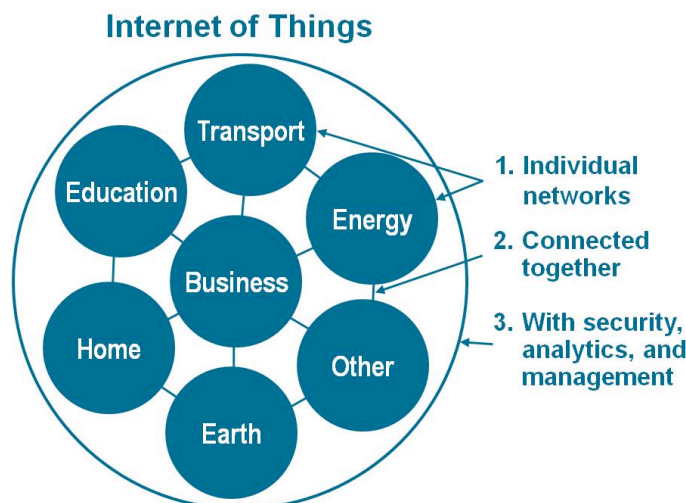 Internet of Things
Transport
Education
Energy
Business
Home
Other
Earth
1. Individual
networks
2. Connected
together
3. With security,
analytics, and
management